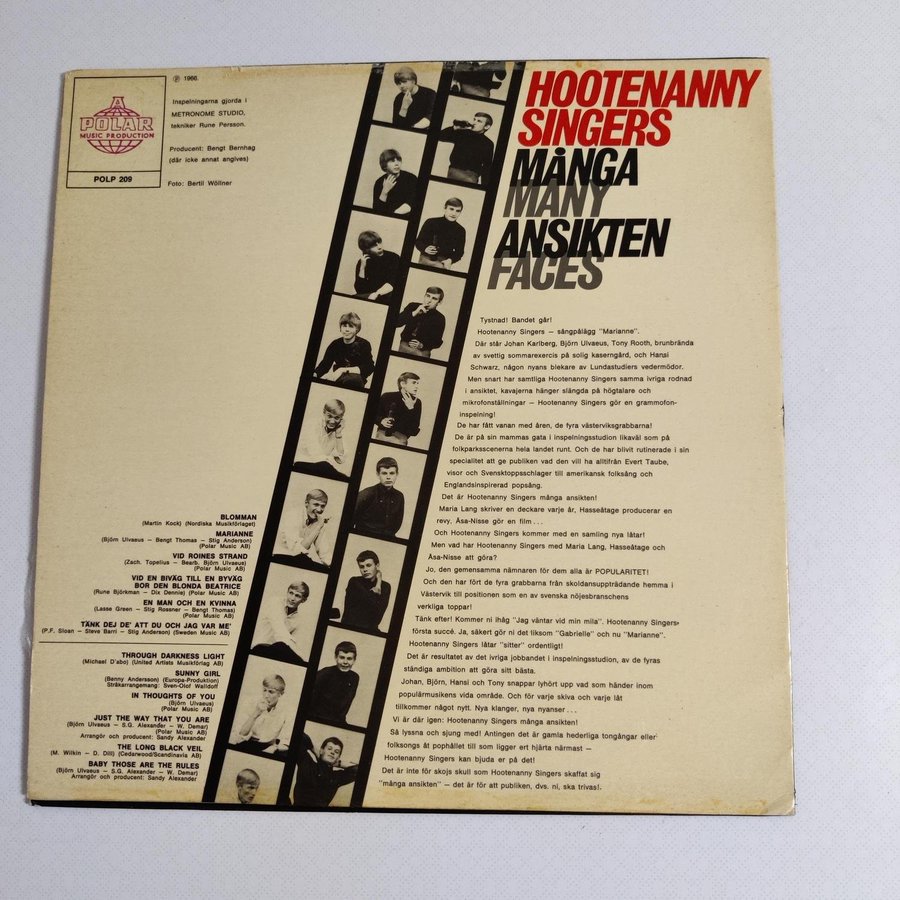 A
POLAR
MUSIC PRODUCTION
POLP 209
℗ 1966.
Inspelningarna gjorda i
METRONOME STUDIO,
tekniker Rune Persson.
Producent: Bengt Bernhag
(där icke annat angives)
Foto: Bertil Wöllner
HOOTENANNY
SINGERS
MÅNGA
MANY
ANSIKTEN
FACES
Tystnad! Bandet går!
Hootenanny Singers — sångpålägg "Marianne".
Där står Johan Karlberg, Björn Ulvaeus, Tony Rooth, brunbrända
av svettig sommarexercis på solig kaserngård, och Hansi
Schwarz, någon nyans blekare av Lundastudiers vedermödor.
Men snart har samtliga Hootenanny Singers samma ivriga rodnad
i ansiktet, kavajerna hänger slängda på högtalare och
mikrofonställningar — Hootenanny Singers gör en grammofon-
inspelning!
De har fått vanan med åren, de fyra västerviksgrabbarna!
De är på sin mammas gata i inspelningsstudion likaväl som på
folkparksscenerna hela landet runt. Och de har blivit rutinerade i sin
specialitet att ge publiken vad den vill ha alltifrån Evert Taube,
visor och Svensktoppsschlager till amerikansk folksång och
Englandsinspirerad popsång.
Det är Hootenanny Singers många ansikten!
Maria Lang skriver en deckare varje år, Hasseåtage producerar en
revy, Åsa-Nisse gör en film . . .
Och Hootenanny Singers kommer med en samling nya låtar!
Men vad har Hootenanny Singers med Maria Lang, Hasseåtage och
Åsa-Nisse att göra?
Jo, den gemensamma nämnaren för dem alla är POPULARITET!
Och den har fört de fyra grabbarna från skoldansuppträdande hemma i
Västervik till positionen som en av svenska nöjesbranschens
verkliga toppar!
Tänk efter! Kommer ni ihåg "Jag väntar vid min mila". Hootenanny Singers-
första succé. Ja, säkert gör ni det liksom "Gabrielle" och nu "Marianne".
Hootenanny Singers låtar "sitter" ordentligt!
Det är resultatet av det ivriga jobbandet i inspelningsstudion, av de fyras
ständiga ambition att göra sitt bästa.
Johan, Björn, Hansi och Tony snappar lyhört upp vad som händer inom
populärmusikens vida område. Och för varje skiva och varje låt
tillkommer något nytt. Nya klanger, nya nyanser . . .
Vi är där igen: Hootenanny Singers många ansikten!
Så lyssna och sjung med! Antingen det är gamla hederliga tongångar eller
folksongs åt pophållet till som ligger ert hjärta närmast —
Hootenanny Singers kan bjuda er på det!
Det är inte för skojs skull som Hootenanny Singers skaffat sig
"många ansikten" — det är för att publiken, dvs. ni, ska trivas!.
BLOMMAN
(Martin Kock) (Nordiska Musikförlaget)
MARIANNE
(Björn Ulvaeus — Bengt Thomas — Stig Anderson)
(Polar Music AB)
VID ROINES STRAND
(Zach. Topelius — Bearb. Björn Ulvaeus)
(Polar Music AB)
VID EN BIVÄG TILL EN BYVÄG
BOR DEN BLONDA BEATRICE
(Rune Björkman — Dix Dennie) (Polar Music AB)
EN MAN OCH EN KVINNA
(Lasse Green — Stig Rossner — Bengt Thomas)
(Polar Music AB)
TÄNK DEJ DE' ATT DU OCH JAG VAR ME'
(P.F. Sloan — Steve Barri — Stig Anderson) (Sweden Music AB)
THROUGH DARKNESS LIGHT
(Michael D'abo) (United Artists Musikförlag AB)
SUNNY GIRL
(Benny Andersson) (Europa-Produktion)
Stråkarrangemang: Sven-Olof Walldoff
IN THOUGHTS OF YOU
(Björn Ulvaeus)
(Polar Music AB)
JUST THE WAY THAT YOU ARE
(Björn Ulvaeus — S.G. Alexander — W. Demar)
(Polar Music AB)
Arrangör och producent: Sandy Alexander
THE LONG BLACK VEIL
(M. Wilkin — D. Dill) (Cedarwood/Scandinavia AB)
BABY THOSE ARE THE RULES
(Björn Ulvaeus — S.G. Alexander — W. Demar)
Arrangör och producent: Sandy Alexander